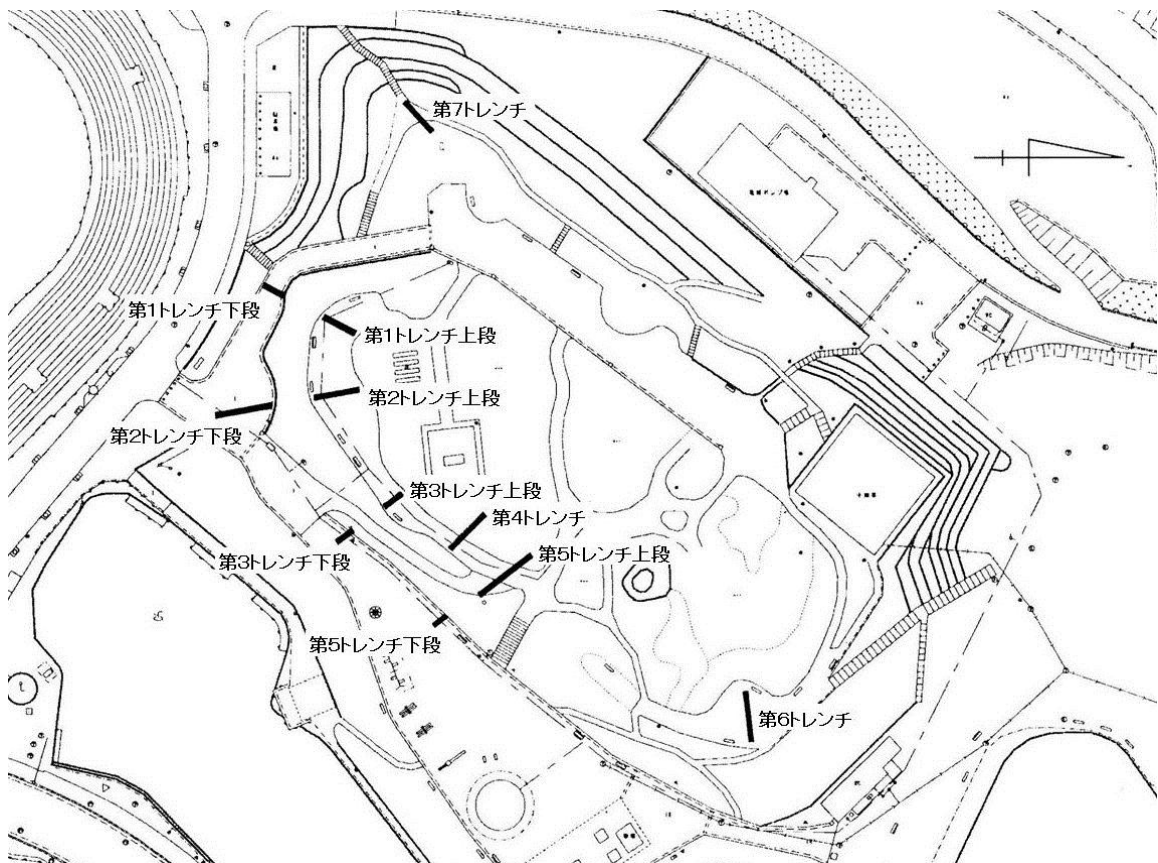 第7トレンチ
第1トレンチ下段
第1トレンチ上段
第2トレンチ上段
第2トレンチ下段
第3トレンチ上段
第4トレンチ
第3トレンチ下段
第5トレンチ上段
第5トレンチ下段
第6トレンチ